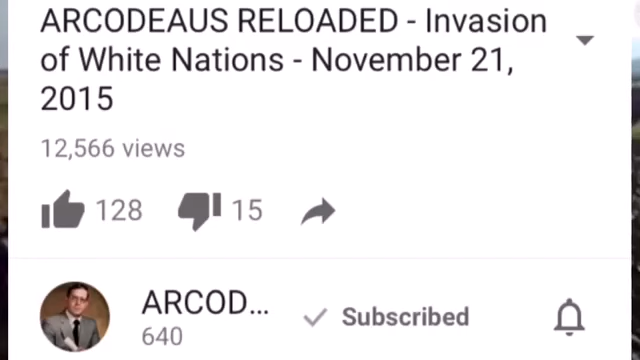 ARCODEAUS RELOADED - Invasion
of White Nations - November 21,
2015
12,566 views
128 15
ARCOD... Subscribed
640